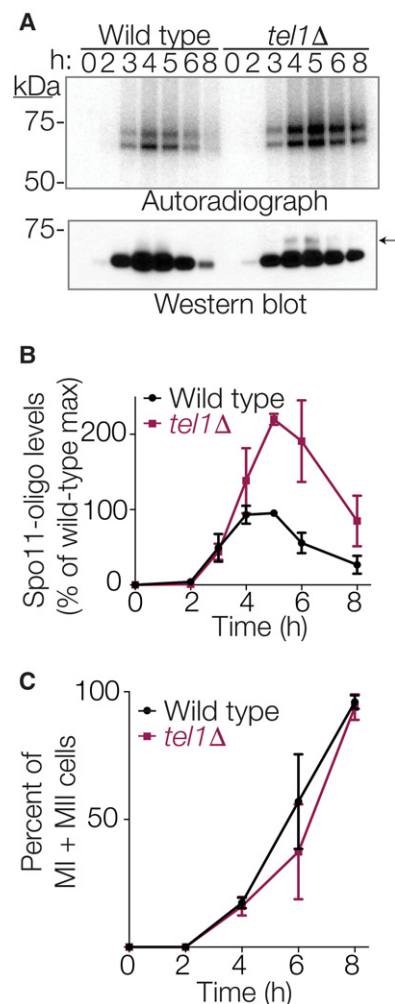 A
Wild type tel1Δ
h: 0 2 3 4 5 6 8 0 2 3 4 5 6 8
kDa
75-
50-
Autoradiograph
75-
Western blot
B
Wild type
tel1Δ
Spo11-oligo levels
(% of wild-type max)
200
100
0
0 2 4 6 8
Time (h)
C
Wild type
tel1Δ
Percent of
MI + MII cells
100
50
0 2 4 6 8
Time (h)